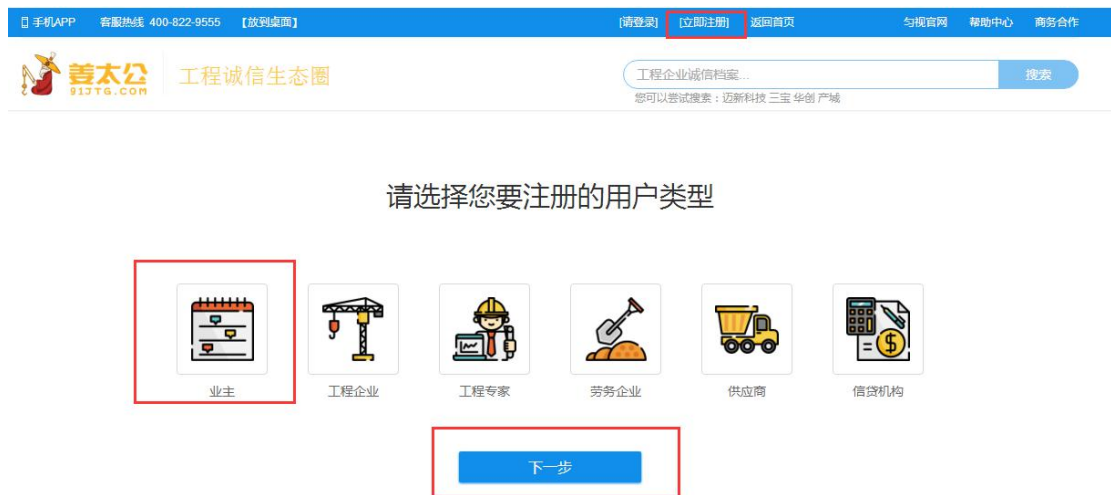 手机APP 客服热线 400-822-9555 【放到桌面】 [请登录] [立即注册] 返回首页 匀视官网 帮助中心 商务合作
姜太公
91JTG.COM
工程诚信生态圈
工程企业诚信档案... 搜索
您可以尝试搜索：迈新科技 三宝 华创 产城
请选择您要注册的用户类型
业主 工程企业 工程专家 劳务企业 供应商 信贷机构
下一步